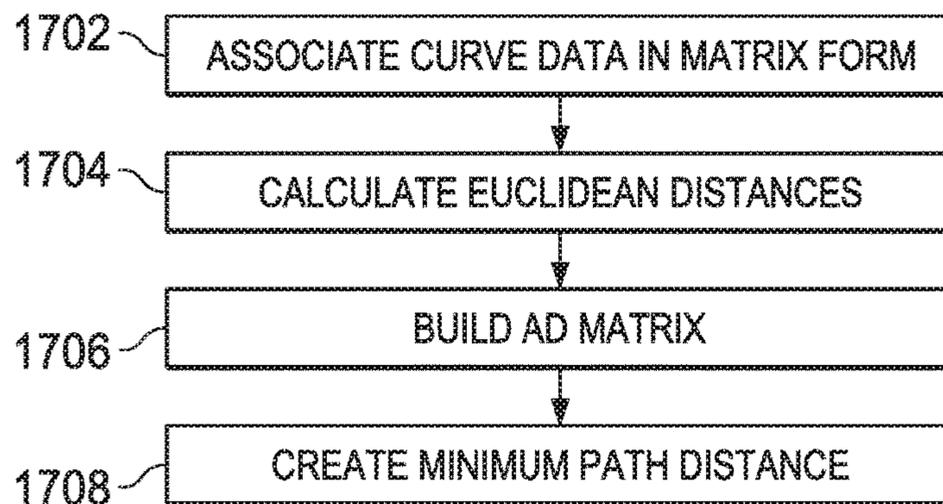 1702 ASSOCIATE CURVE DATA IN MATRIX FORM
1704 CALCULATE EUCLIDEAN DISTANCES
1706 BUILD AD MATRIX
1708 CREATE MINIMUM PATH DISTANCE